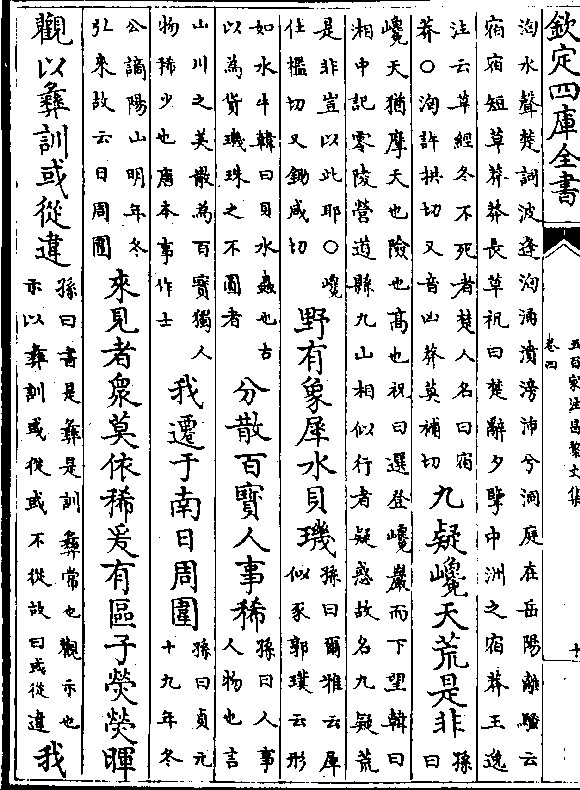 欽定四庫全書
五百家注昌黎文集
卷四
十
洶水聲楚詞波逢洶涌濆滂沛兮洞庭在岳陽離騷云
宿宿短草莽莽長草祝曰楚辭夕擥中洲之宿莽王逸
注云草經冬不死者楚人名曰宿
莽〇洶許拱切又音凶莽莫補切
九疑巉天荒是非
孫
曰
巉天猶摩天也險也高也祝曰選登巉巖而下望韓曰
湘中記零陵營道縣九山相似行者疑惑故名九疑荒
是非豈以此耶〇巉
仕檻切又鋤咸切
野有象犀水貝璣
孫曰爾雅云犀
似豕郭璞云形
如水牛韓曰貝水蟲也古
以為貨璣珠之不圓者
分散百寶人事稀
孫曰人事
人物也言
山川之美散為百寶獨人
物稀少也唐本事作士
我遷于南日周圍
孫曰貞元
十九年冬
公謫陽山明年冬
弘來故云日周圍
來見者衆莫依稀爰有區子熒熒暉
觀以彝訓或從違
孫曰書是彝是訓彝常也觀示也
示以彝訓或從或不從故曰或從違
我